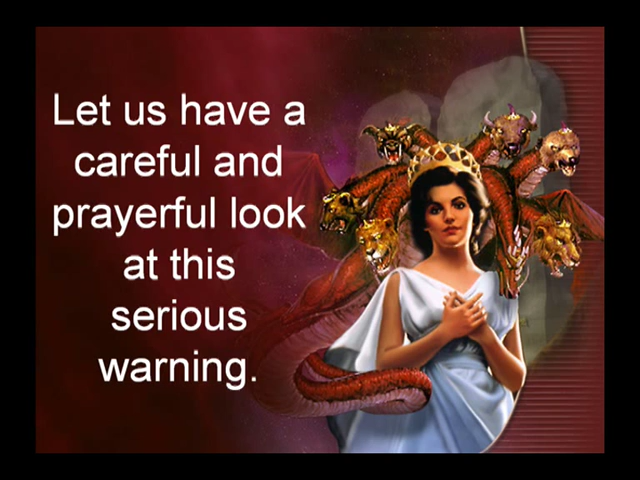 Let us have a
careful and
prayerful look
at this
serious
warning.